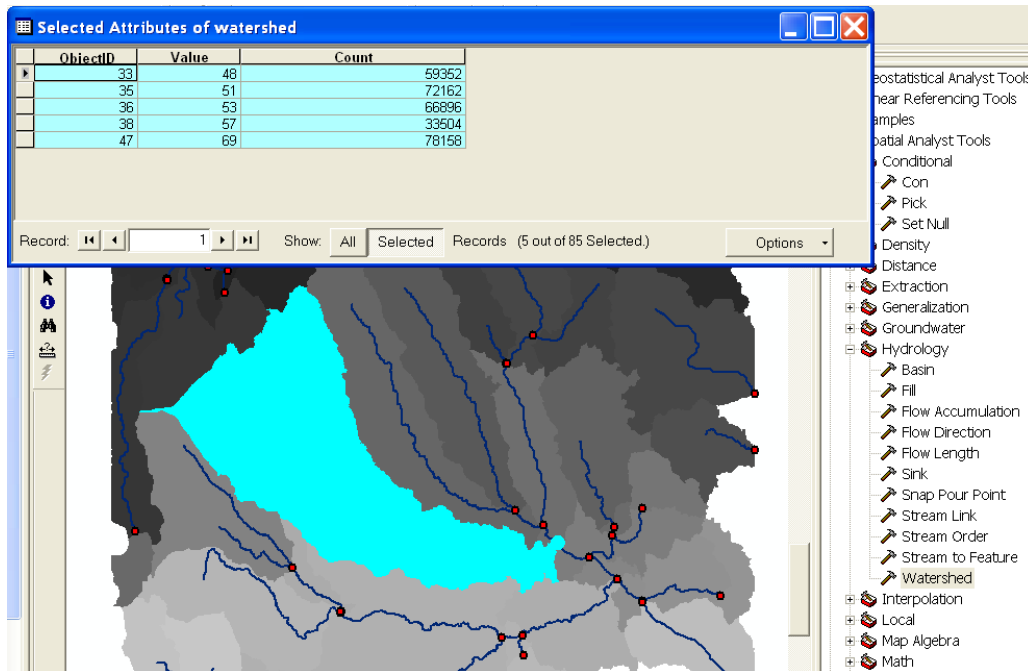 Selected Attributes of watershed
ObjectID Value Count
33 48 59352
35 51 72162
36 53 66896
38 57 33504
47 69 78158
Record: 1 Show: All Selected Records (5 out of 85 Selected.) Options
eostatistical Analyst Tools
near Referencing Tools
amples
patial Analyst Tools
Conditional
Con
Pick
Set Null
Density
Distance
Extraction
Generalization
Groundwater
Hydrology
Basin
Fill
Flow Accumulation
Flow Direction
Flow Length
Sink
Snap Pour Point
Stream Link
Stream Order
Stream to Feature
Watershed
Interpolation
Local
Map Algebra
Math